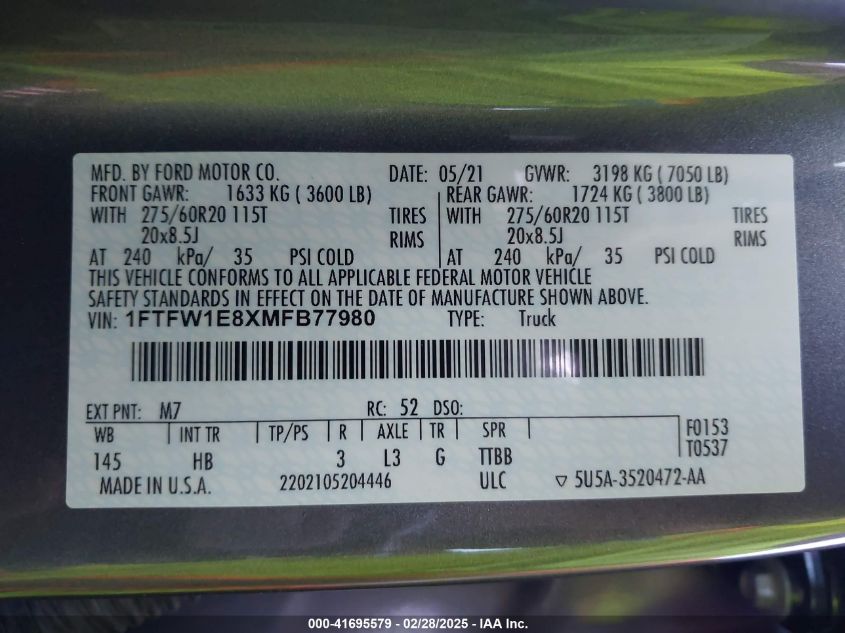 MFD. BY FORD MOTOR CO. DATE: 05/21 GVWR: 3198 KG ( 7050 LB)
FRONT GAWR: 1633 KG ( 3600 LB) REAR GAWR: 1724 KG ( 3800 LB)
WITH 275/60R20 115T TIRES WITH 275/60R20 115T TIRES
20x8.5J RIMS 20x8.5J RIMS
AT 240 kPa/ 35 PSI COLD AT 240 kPa/ 35 PSI COLD
THIS VEHICLE CONFORMS TO ALL APPLICABLE FEDERAL MOTOR VEHICLE
SAFETY STANDARDS IN EFFECT ON THE DATE OF MANUFACTURE SHOWN ABOVE.
VIN: 1FTFW1E8XMFB77980 TYPE: Truck
EXT PNT: M7 RC: 52 DSO:
WB INT TR TP/PS R AXLE TR SPR F0153
145 HB 3 L3 G TTBB T0537
MADE IN U.S.A. 2202105204446 ULC ▽ 5U5A-3520472-AA
000-41695579 - 02/28/2025 - IAA Inc.